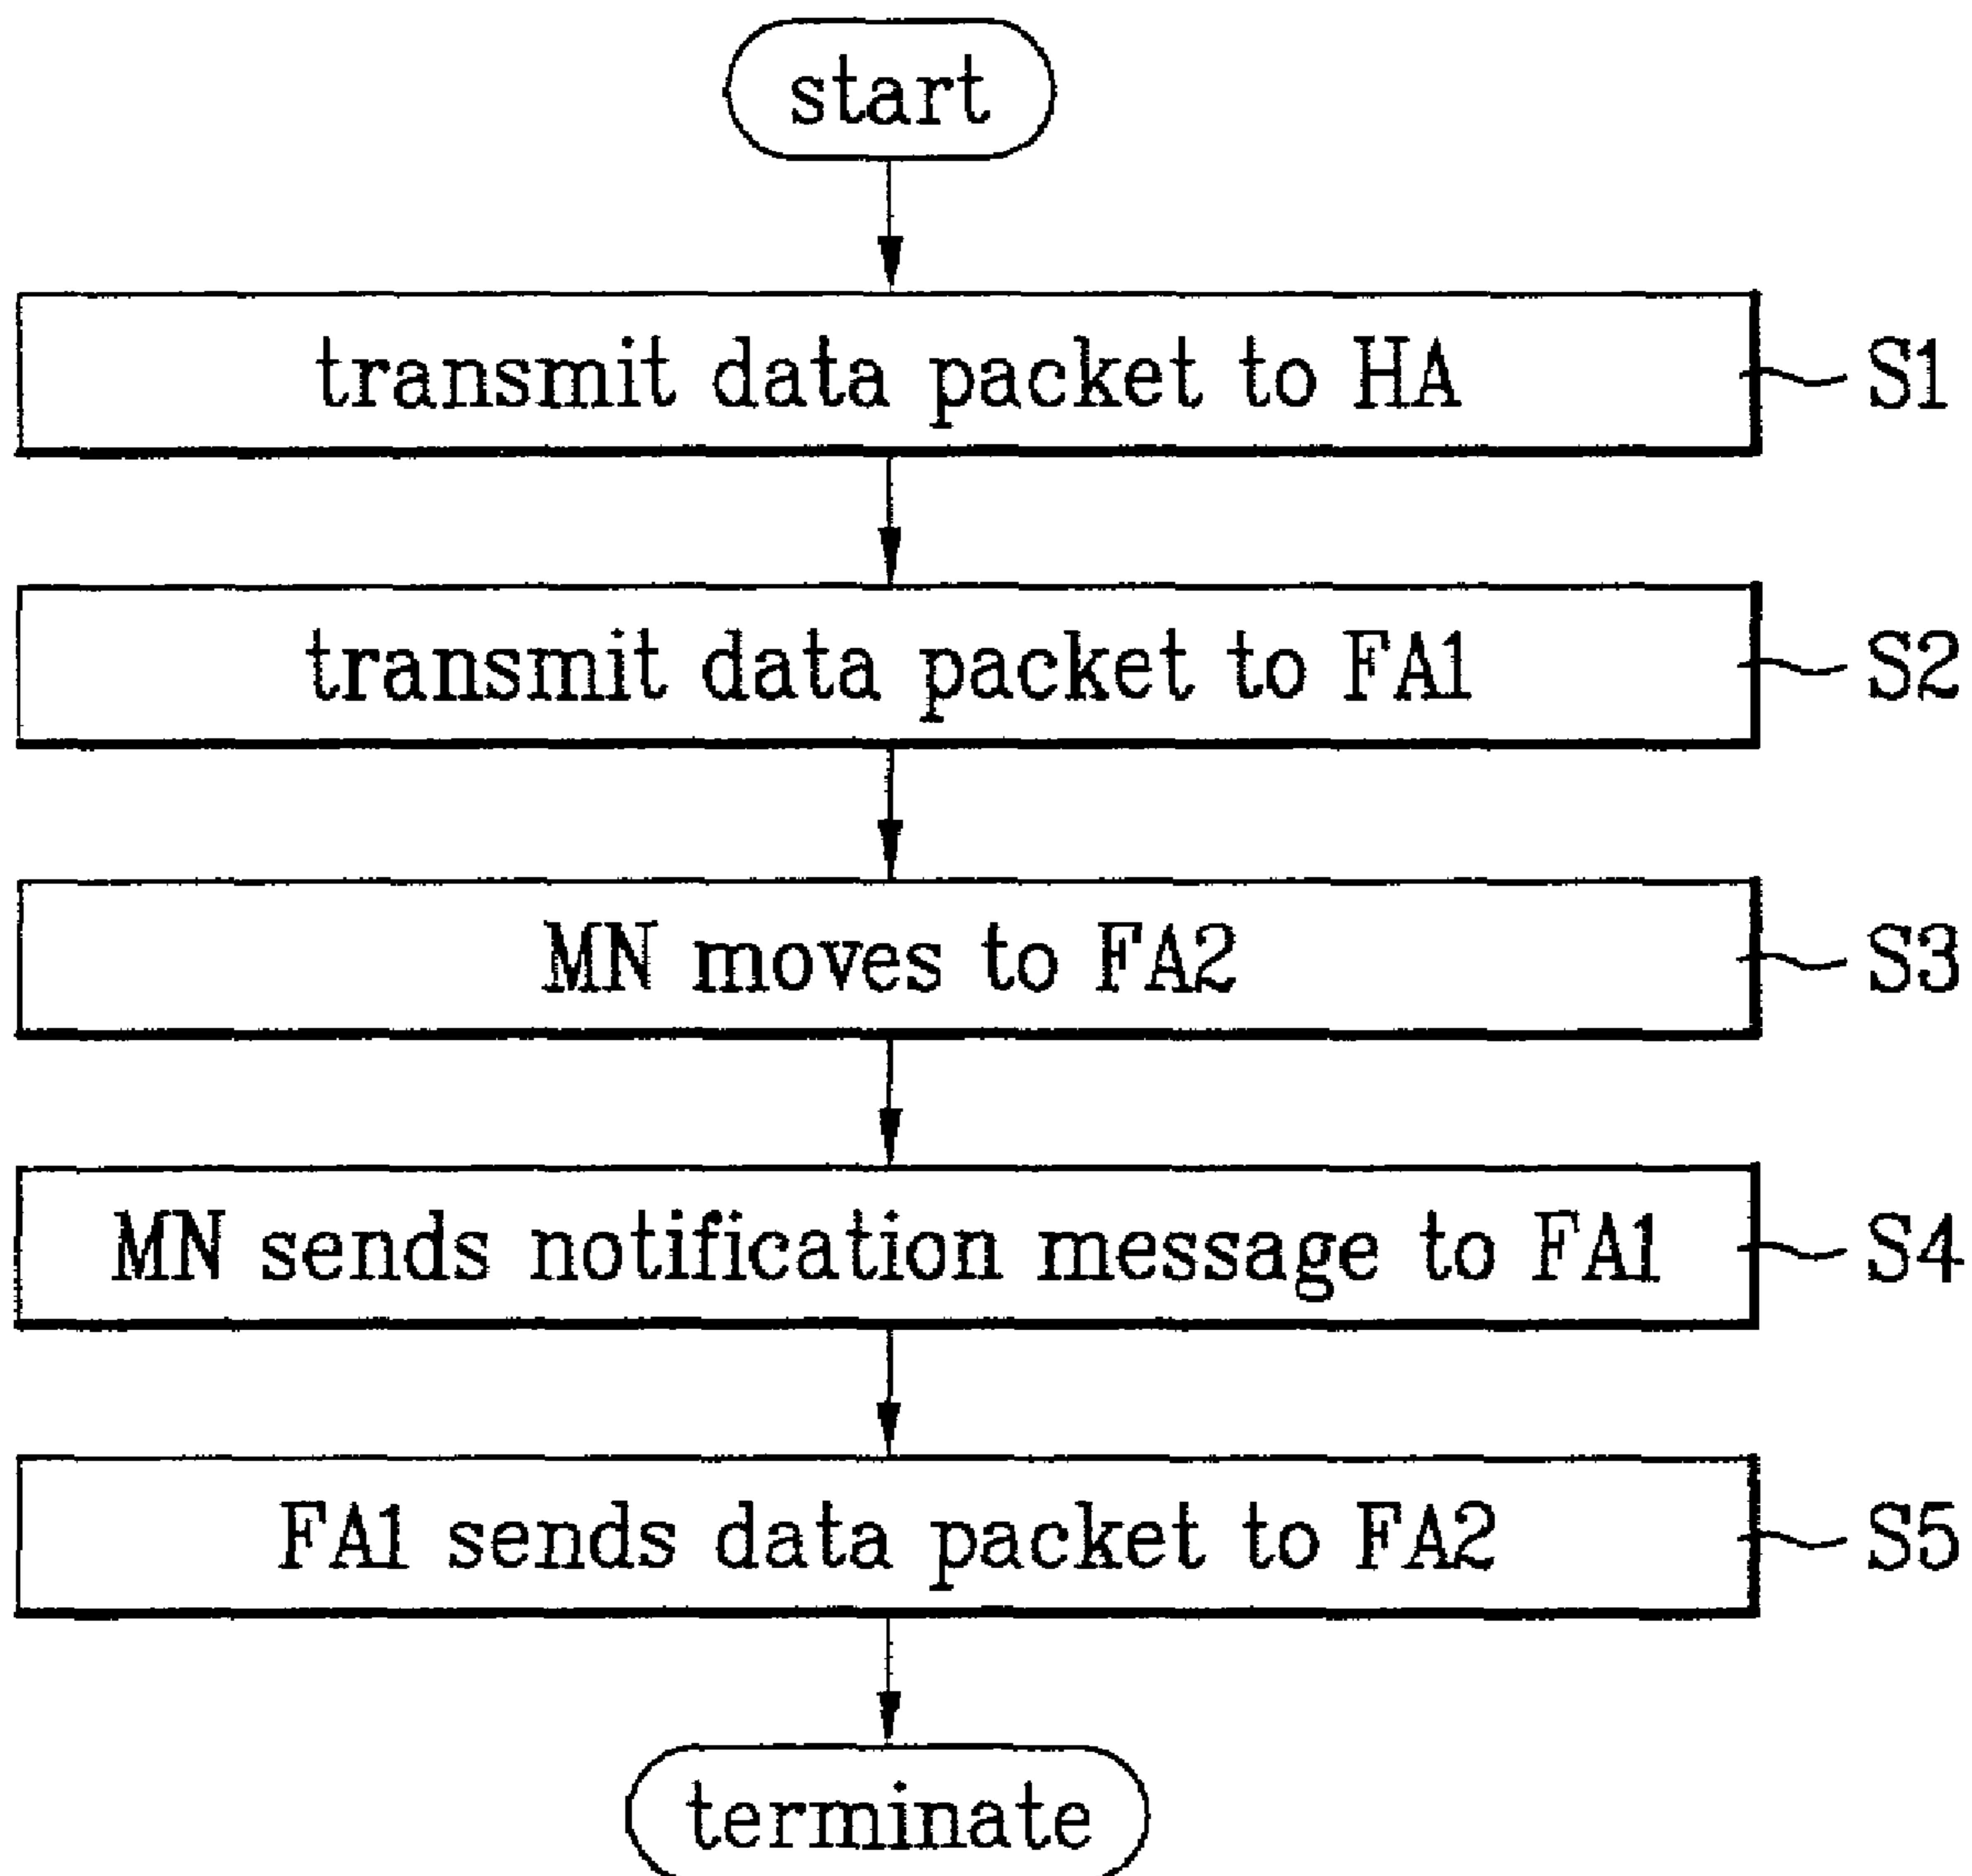 start
transmit data packet to HA
S1
transmit data packet to FA1
S2
MN moves to FA2
S3
MN sends notification message to FA1
S4
FA1 sends data packet to FA2
S5
terminate